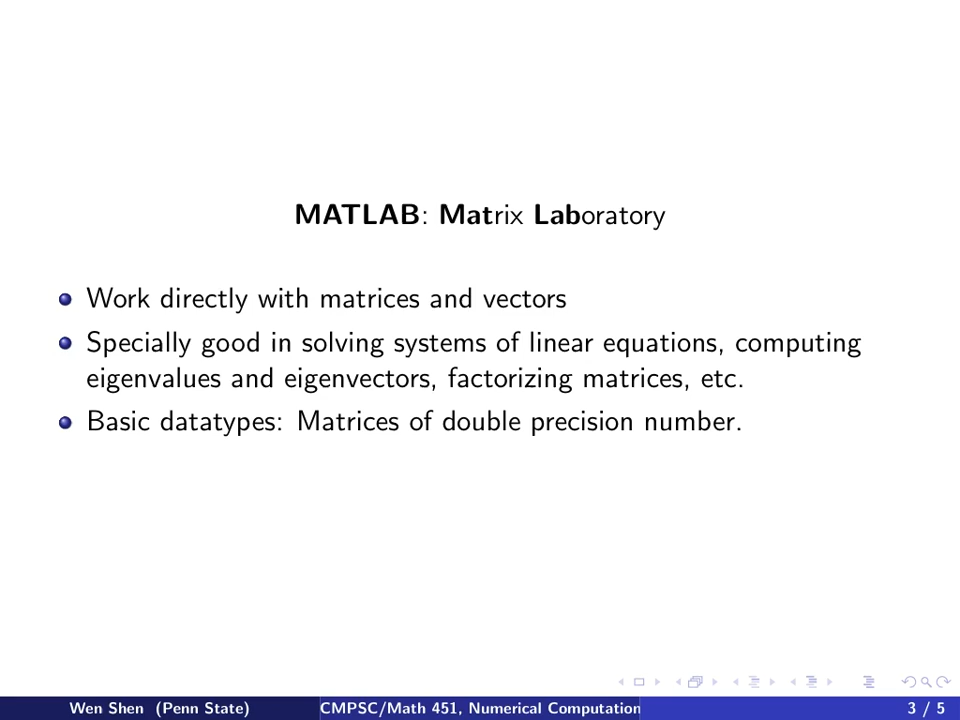 MATLAB: Matrix Laboratory
Work directly with matrices and vectors
Specially good in solving systems of linear equations, computing
eigenvalues and eigenvectors, factorizing matrices, etc.
Basic datatypes: Matrices of double precision number.
Wen Shen (Penn State)
CMPSC/Math 451, Numerical Computation
3 / 5